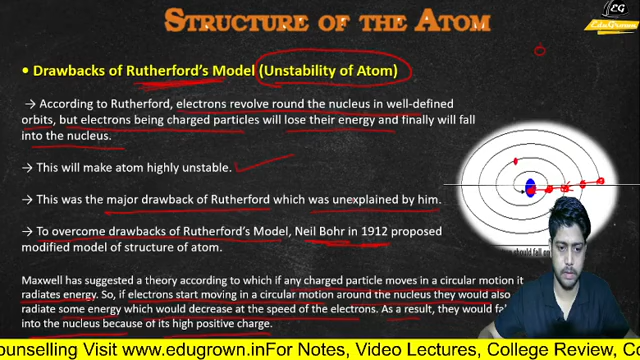 STRUCTURE OF THE ATOM
EG
EduGrown
• Drawbacks of Rutherford's Model (Unstability of Atom)
→ According to Rutherford, electrons revolve round the nucleus in well-defined
orbits, but electrons being charged particles will lose their energy and finally will fall
into the nucleus.
→ This will make atom highly unstable.
→ This was the major drawback of Rutherford which was unexplained by him.
→ To overcome drawbacks of Rutherford's Model, Neil Bohr in 1912 proposed
modified model of structure of atom.
should fall
Maxwell has suggested a theory according to which if any charged particle moves in a circular motion it
radiates energy. So, if electrons start moving in a circular motion around the nucleus they would also
radiate some energy which would decrease at the speed of the electrons. As a result, they would fa
into the nucleus because of its high positive charge.
ounselling Visit www.edugrown.inFor Notes, Video Lectures, College Review, Co